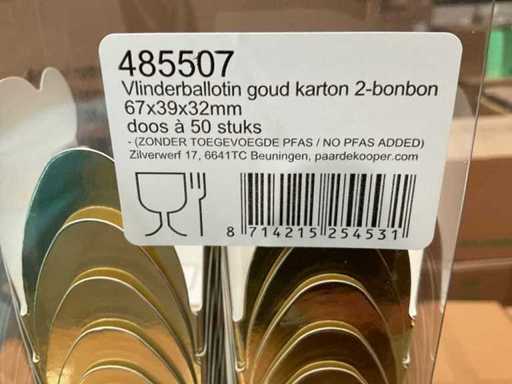 485507
Vlinderballotin goud karton 2-bonbon
67x39x32mm
doos à 50 stuks
- (ZONDER TOEGEVOEGDE PFAS / NO PFAS ADDED)
Zilverwerf 17, 6641TC Beuningen, paardekooper.com
8 714215 254531